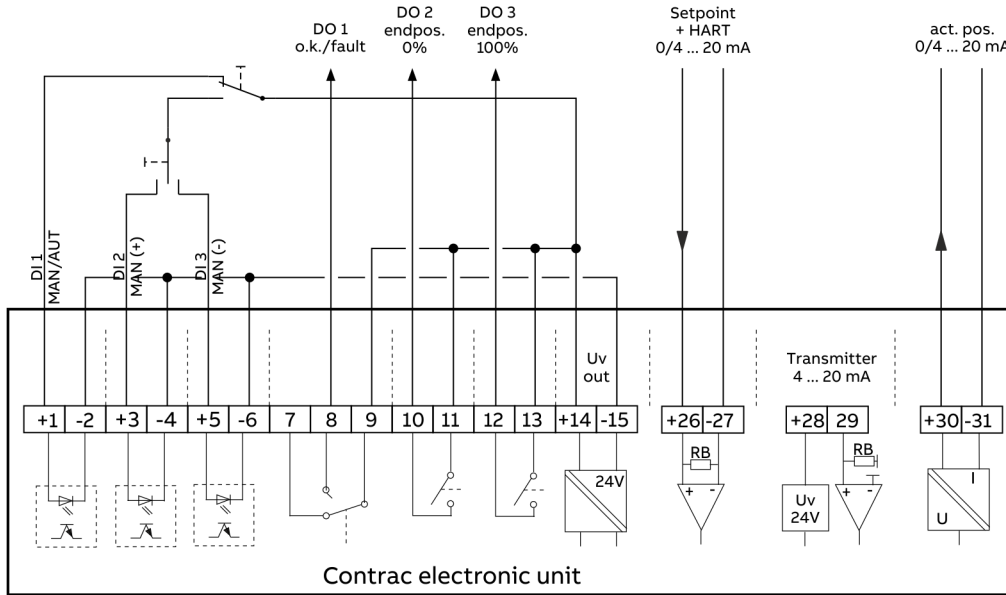 DO 1
o.k./fault
DO 2
endpos.
0%
DO 3
endpos.
100%
Setpoint
+ HART
0/4 ... 20 mA
act. pos.
0/4 ... 20 mA
DI 1
MAN/AUT
DI 2
MAN (+)
DI 3
MAN (-)
Uv
out
Transmitter
4 ... 20 mA
+1 -2 +3 -4 +5 -6 7 8 9 10 11 12 13 +14 -15 +26 -27 +28 29 +30 -31
24V
RB
+ -
Uv
24V
RB
+ -
I
U
Contrac electronic unit